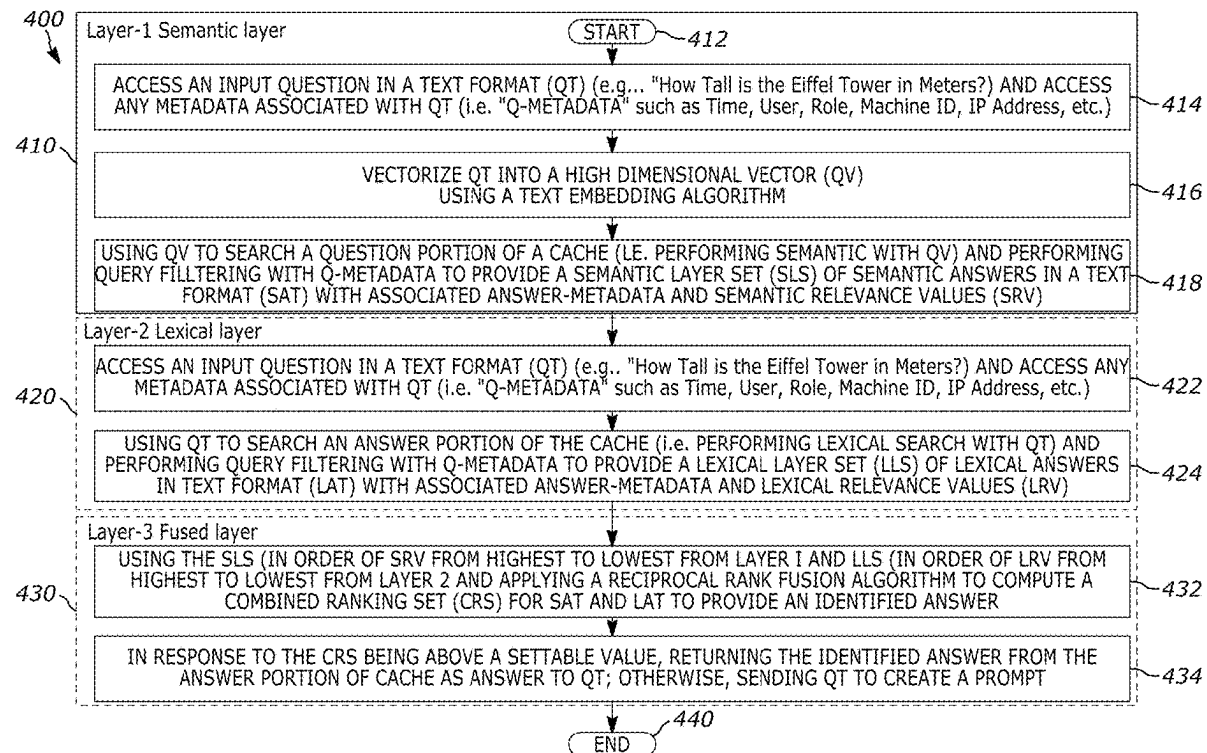 400
Layer-1 Semantic layer
START
412
ACCESS AN INPUT QUESTION IN A TEXT FORMAT (QT) (e.g... "How Tall is the Eiffel Tower in Meters?) AND ACCESS
ANY METADATA ASSOCIATED WITH QT (i.e. "Q-METADATA" such as Time, User, Role, Machine ID, IP Address, etc.)
414
410
VECTORIZE QT INTO A HIGH DIMENSIONAL VECTOR (QV)
USING A TEXT EMBEDDING ALGORITHM
416
USING QV TO SEARCH A QUESTION PORTION OF A CACHE (I.E. PERFORMING SEMANTIC WITH QV) AND PERFORMING
QUERY FILLTERING WITH Q-METADATA TO PROVIDE A SEMANTIC LAYER SET (SLS) OF SEMANTIC ANSWERS IN A TEXT
FORMAT (SAT) WITH ASSOCIATED ANSWER-METADATA AND SEMANTIC RELEVANCE VALUES (SRV)
418
Layer-2 Lexical layer
ACCESS AN INPUT QUESTION IN A TEXT FORMAT (QT) (e.g.. "How Tall is the Eiffel Tower in Meters?) AND ACCESS ANY
METADATA ASSOCIATED WITH QT (i.e. "Q-METADATA" such as Time, User, Role, Machine ID, IP Address, etc.)
422
420
USING QT TO SEARCH AN ANSWER PORTION OF THE CACHE (i.e. PERFORMING LEXICAL SEARCH WITH QT) AND
PERFORMING QUERY FILTERING WITH Q-METADATA TO PROVIDE A LEXICAL LAYER SET (LLS) OF LEXICAL ANSWERS
IN TEXT FORMAT (LAT) WITH ASSOCIATED ANSWER-METADATA AND LEXICAL RELEVANCE VALUES (LRV)
424
Layer-3 Fused layer
USING THE SLS (IN ORDER OF SRV FROM HIGHEST TO LOWEST FROM LAYER I AND LLS (IN ORDER OF LRV FROM
HIGHEST TO LOWEST FROM LAYER 2 AND APPLYING A RECIPROCAL RANK FUSION ALGORITHM TO COMPUTE A
COMBINED RANKING SET (CRS) FOR SAT AND LAT TO PROVIDE AN IDENTIFIED ANSWER
432
430
IN RESPONSE TO THE CRS BEING ABOVE A SETTABLE VALUE, RETURNING THE IDENTIFIED ANSWER FROM THE
ANSWER PORTION OF CACHE AS ANSWER TO QT; OTHERWISE, SENDING QT TO CREATE A PROMPT
434
440
END